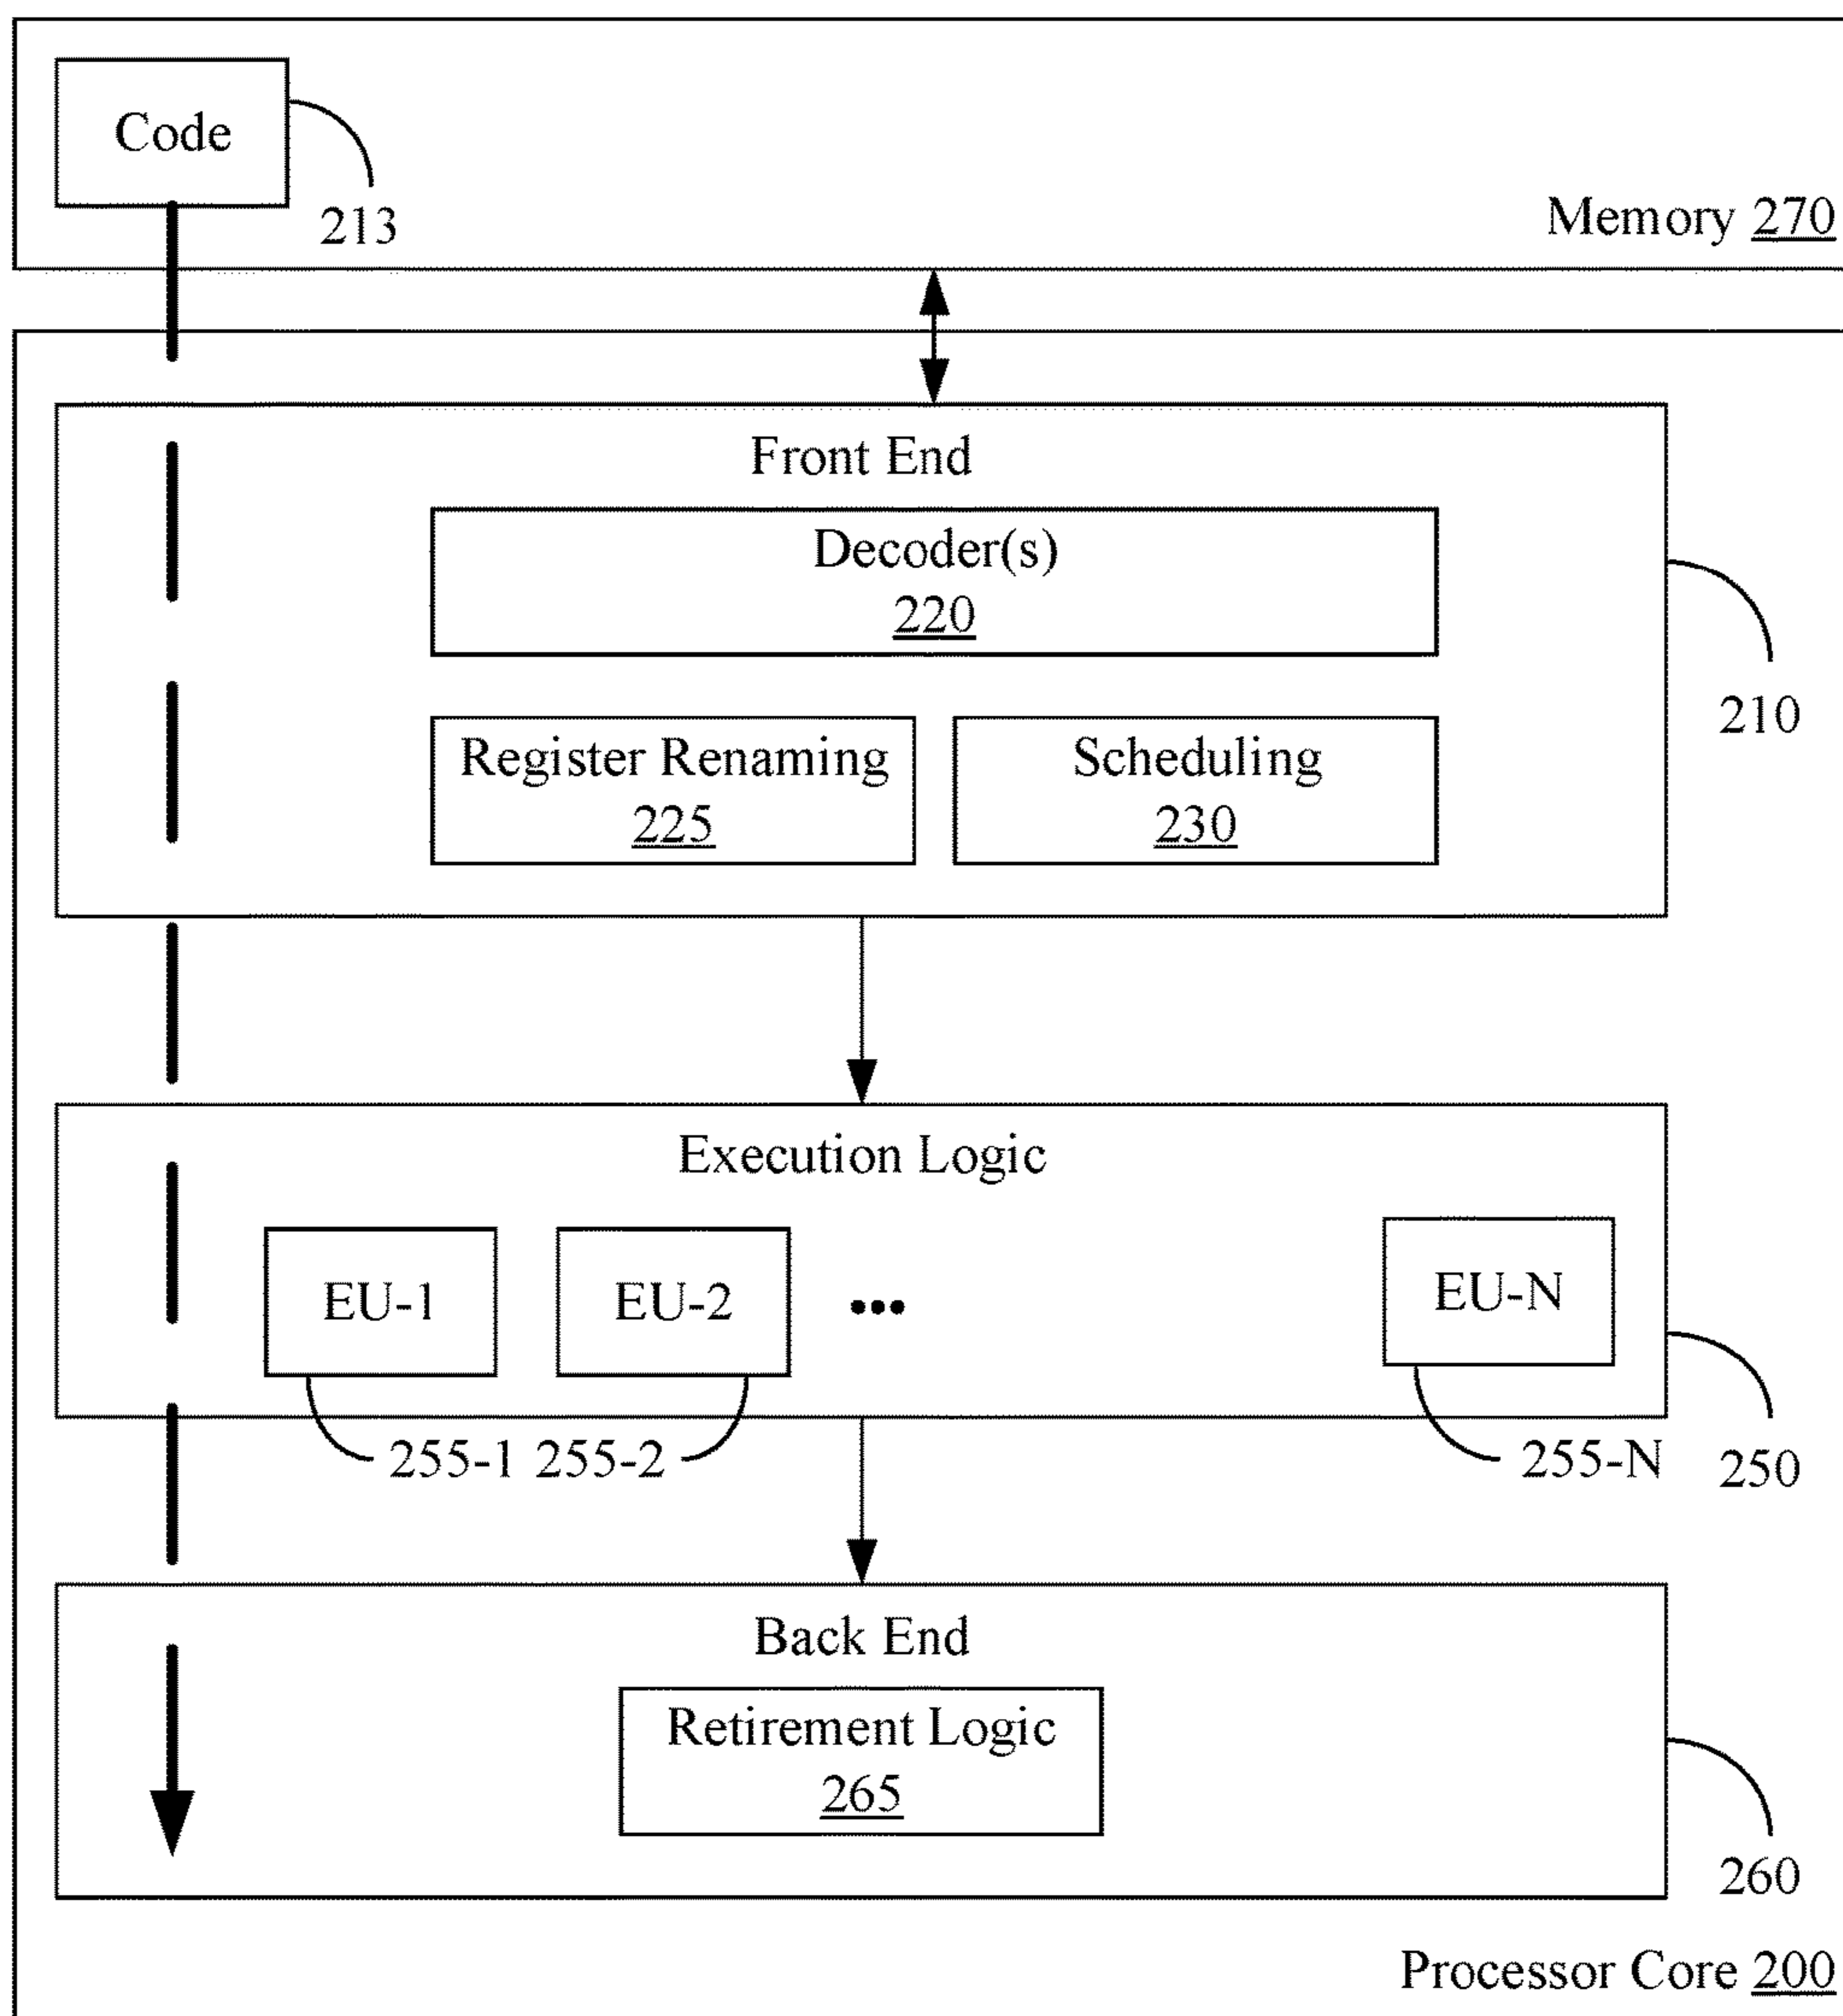 Code
213
Memory 270
Front End
Decoder(s)
220
210
Register Renaming
225
Scheduling
230
Execution Logic
EU-1
EU-2
•••
EU-N
255-1
255-2
255-N
250
Back End
Retirement Logic
265
260
Processor Core 200